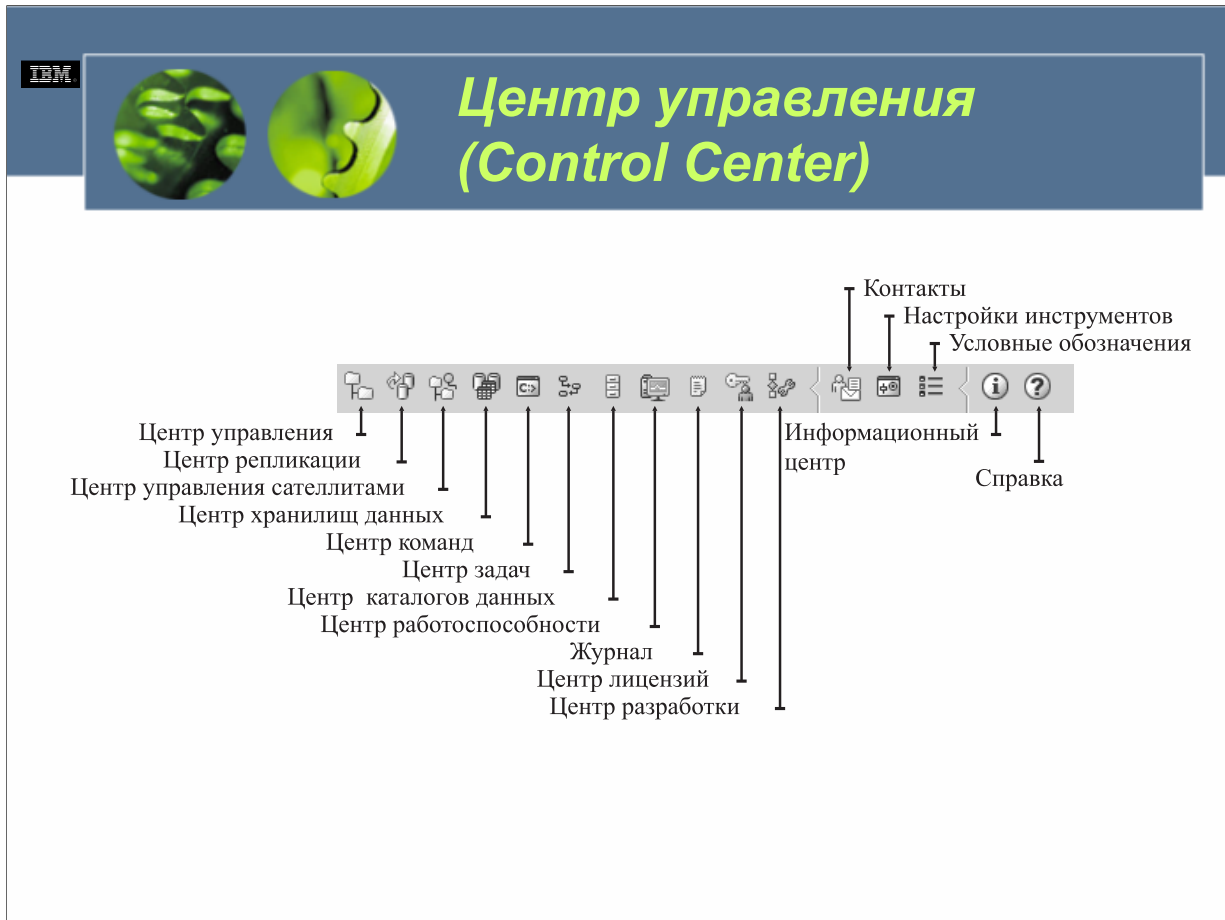 IBM
Центр управления
(Control Center)
Контакты
Настройки инструментов
Условные обозначения
C:>
Центр управления
Центр репликации
Центр управления сателлитами
Центр хранилищ данных
Центр команд
Центр задач
Центр каталогов данных
Центр работоспособности
Журнал
Центр лицензий
Центр разработки
Информационный
центр
Справка